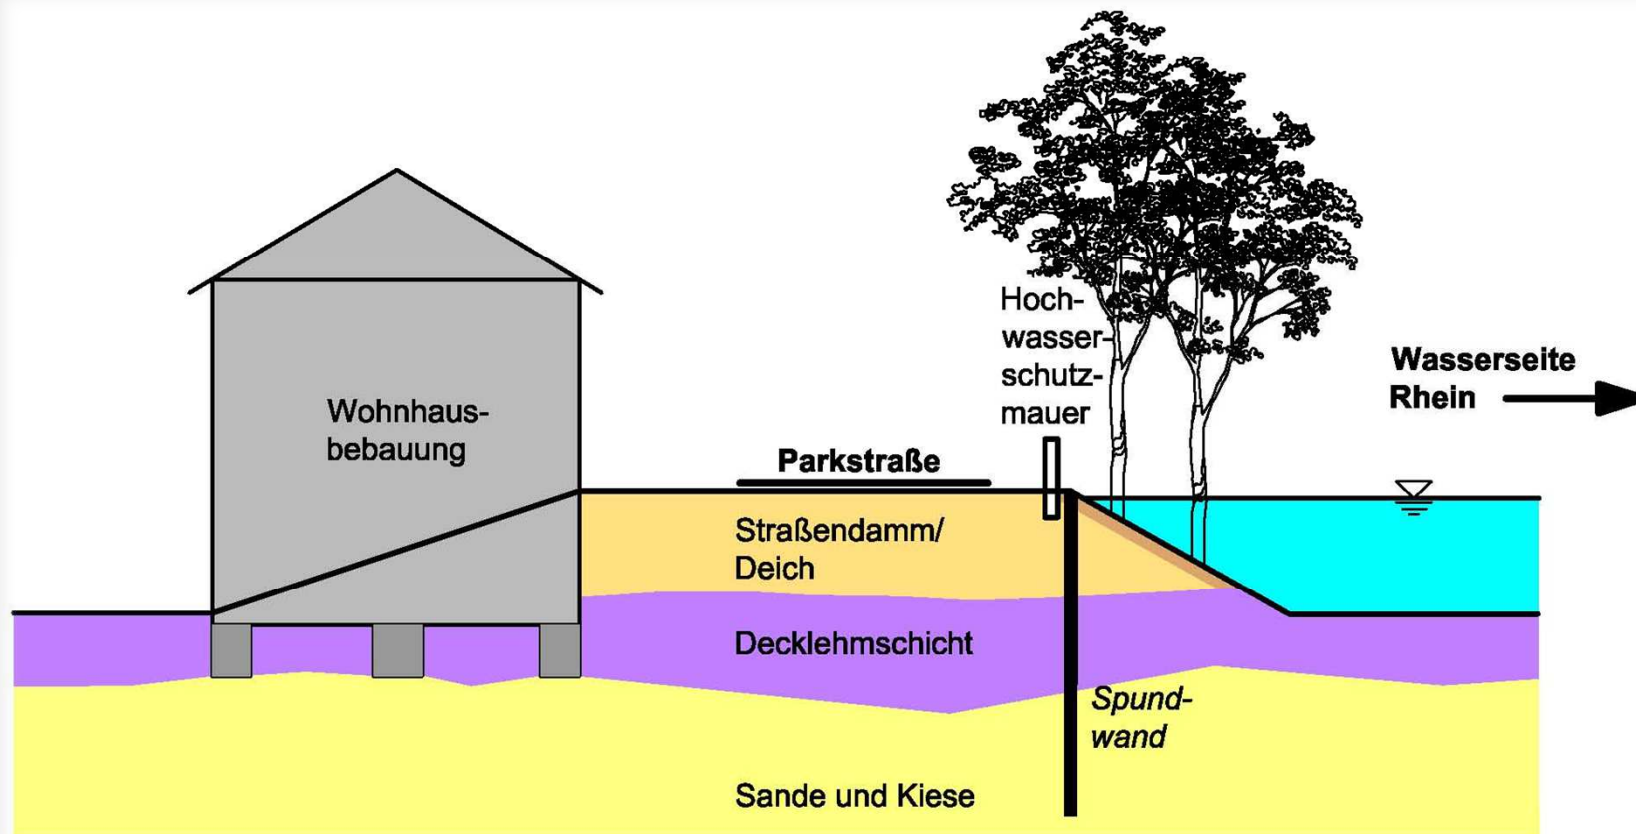 Hoch-
wasser-
schutz-
mauer
Wasserseite
Rhein
Wohnhaus-
bebauung
Parkstraße
Straßendamm/
Deich
Decklehmschicht
Spund-
wand
Sande und Kiese